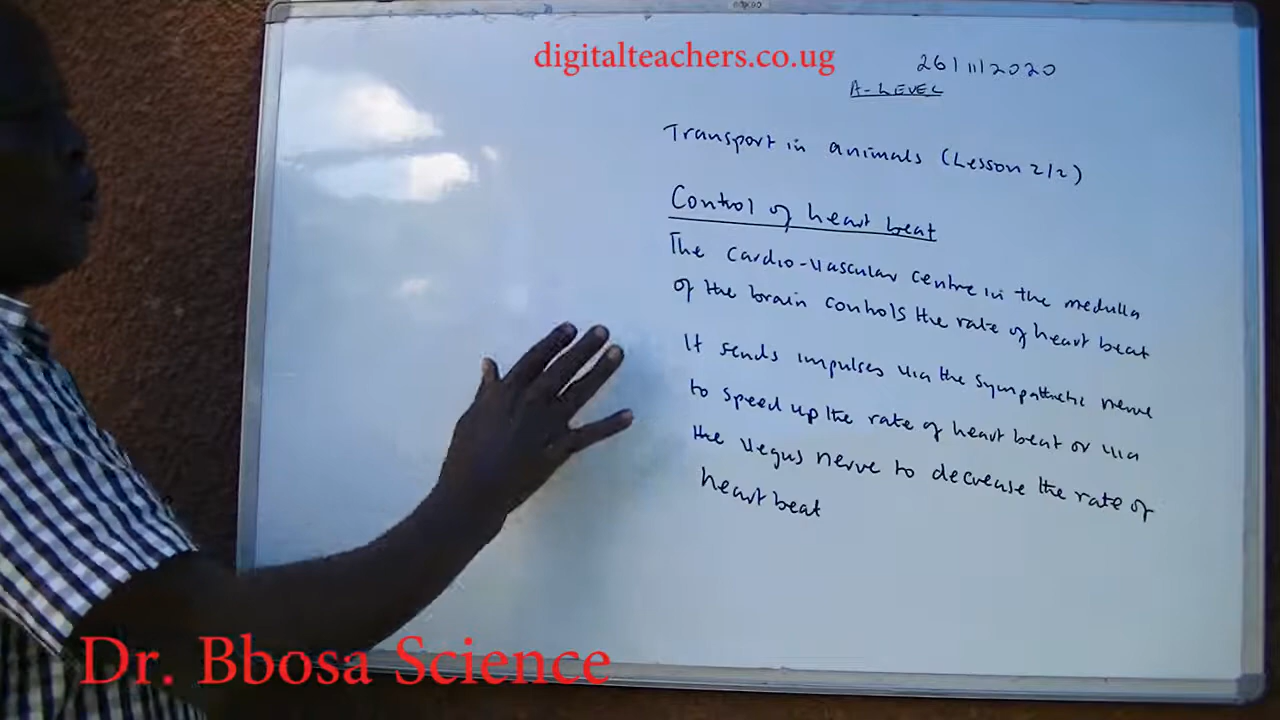 digitalteachers.co.ug
26/11/2020
A-LEVEL
Transport in animals (Lesson 2/2)
Control of heart beat
The Cardio-Vascular centre in the medulla
of the brain controls the rate of heart beat
It sends impulses via the sympathetic nerve
to speed up the rate of heart beat or via
the vegus nerve to decrease the rate of
heart beat
Dr. Bbosa Science